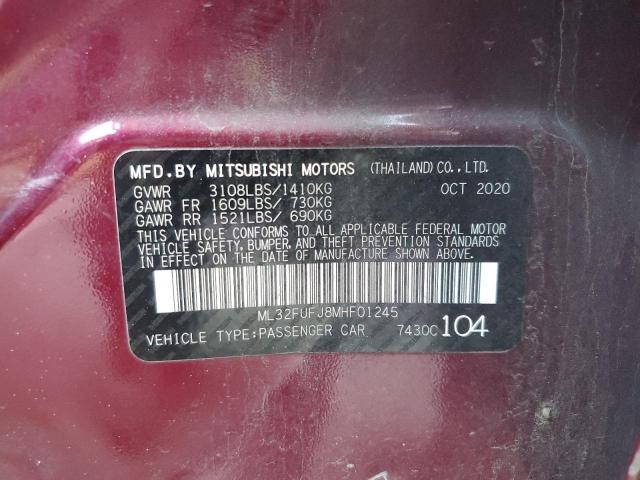 MFD.BY MITSUBISHI MOTORS (THAILAND) CO., LTD.
GVWR 3108LBS/1410KG OCT 2020
GAWR FR 1609LBS/ 730KG
GAWR RR 1521LBS/ 690KG
THIS VEHICLE CONFORMS TO ALL APPLICABLE FEDERAL MOTOR
VEHICLE SAFETY, BUMPER, AND THEFT PREVENTION STANDARDS
IN EFFECT ON THE DATE OF MANUFACTURE SHOWN ABOVE.
ML32FUFJ8MHF01245
VEHICLE TYPE:PASSENGER CAR 7430C 104